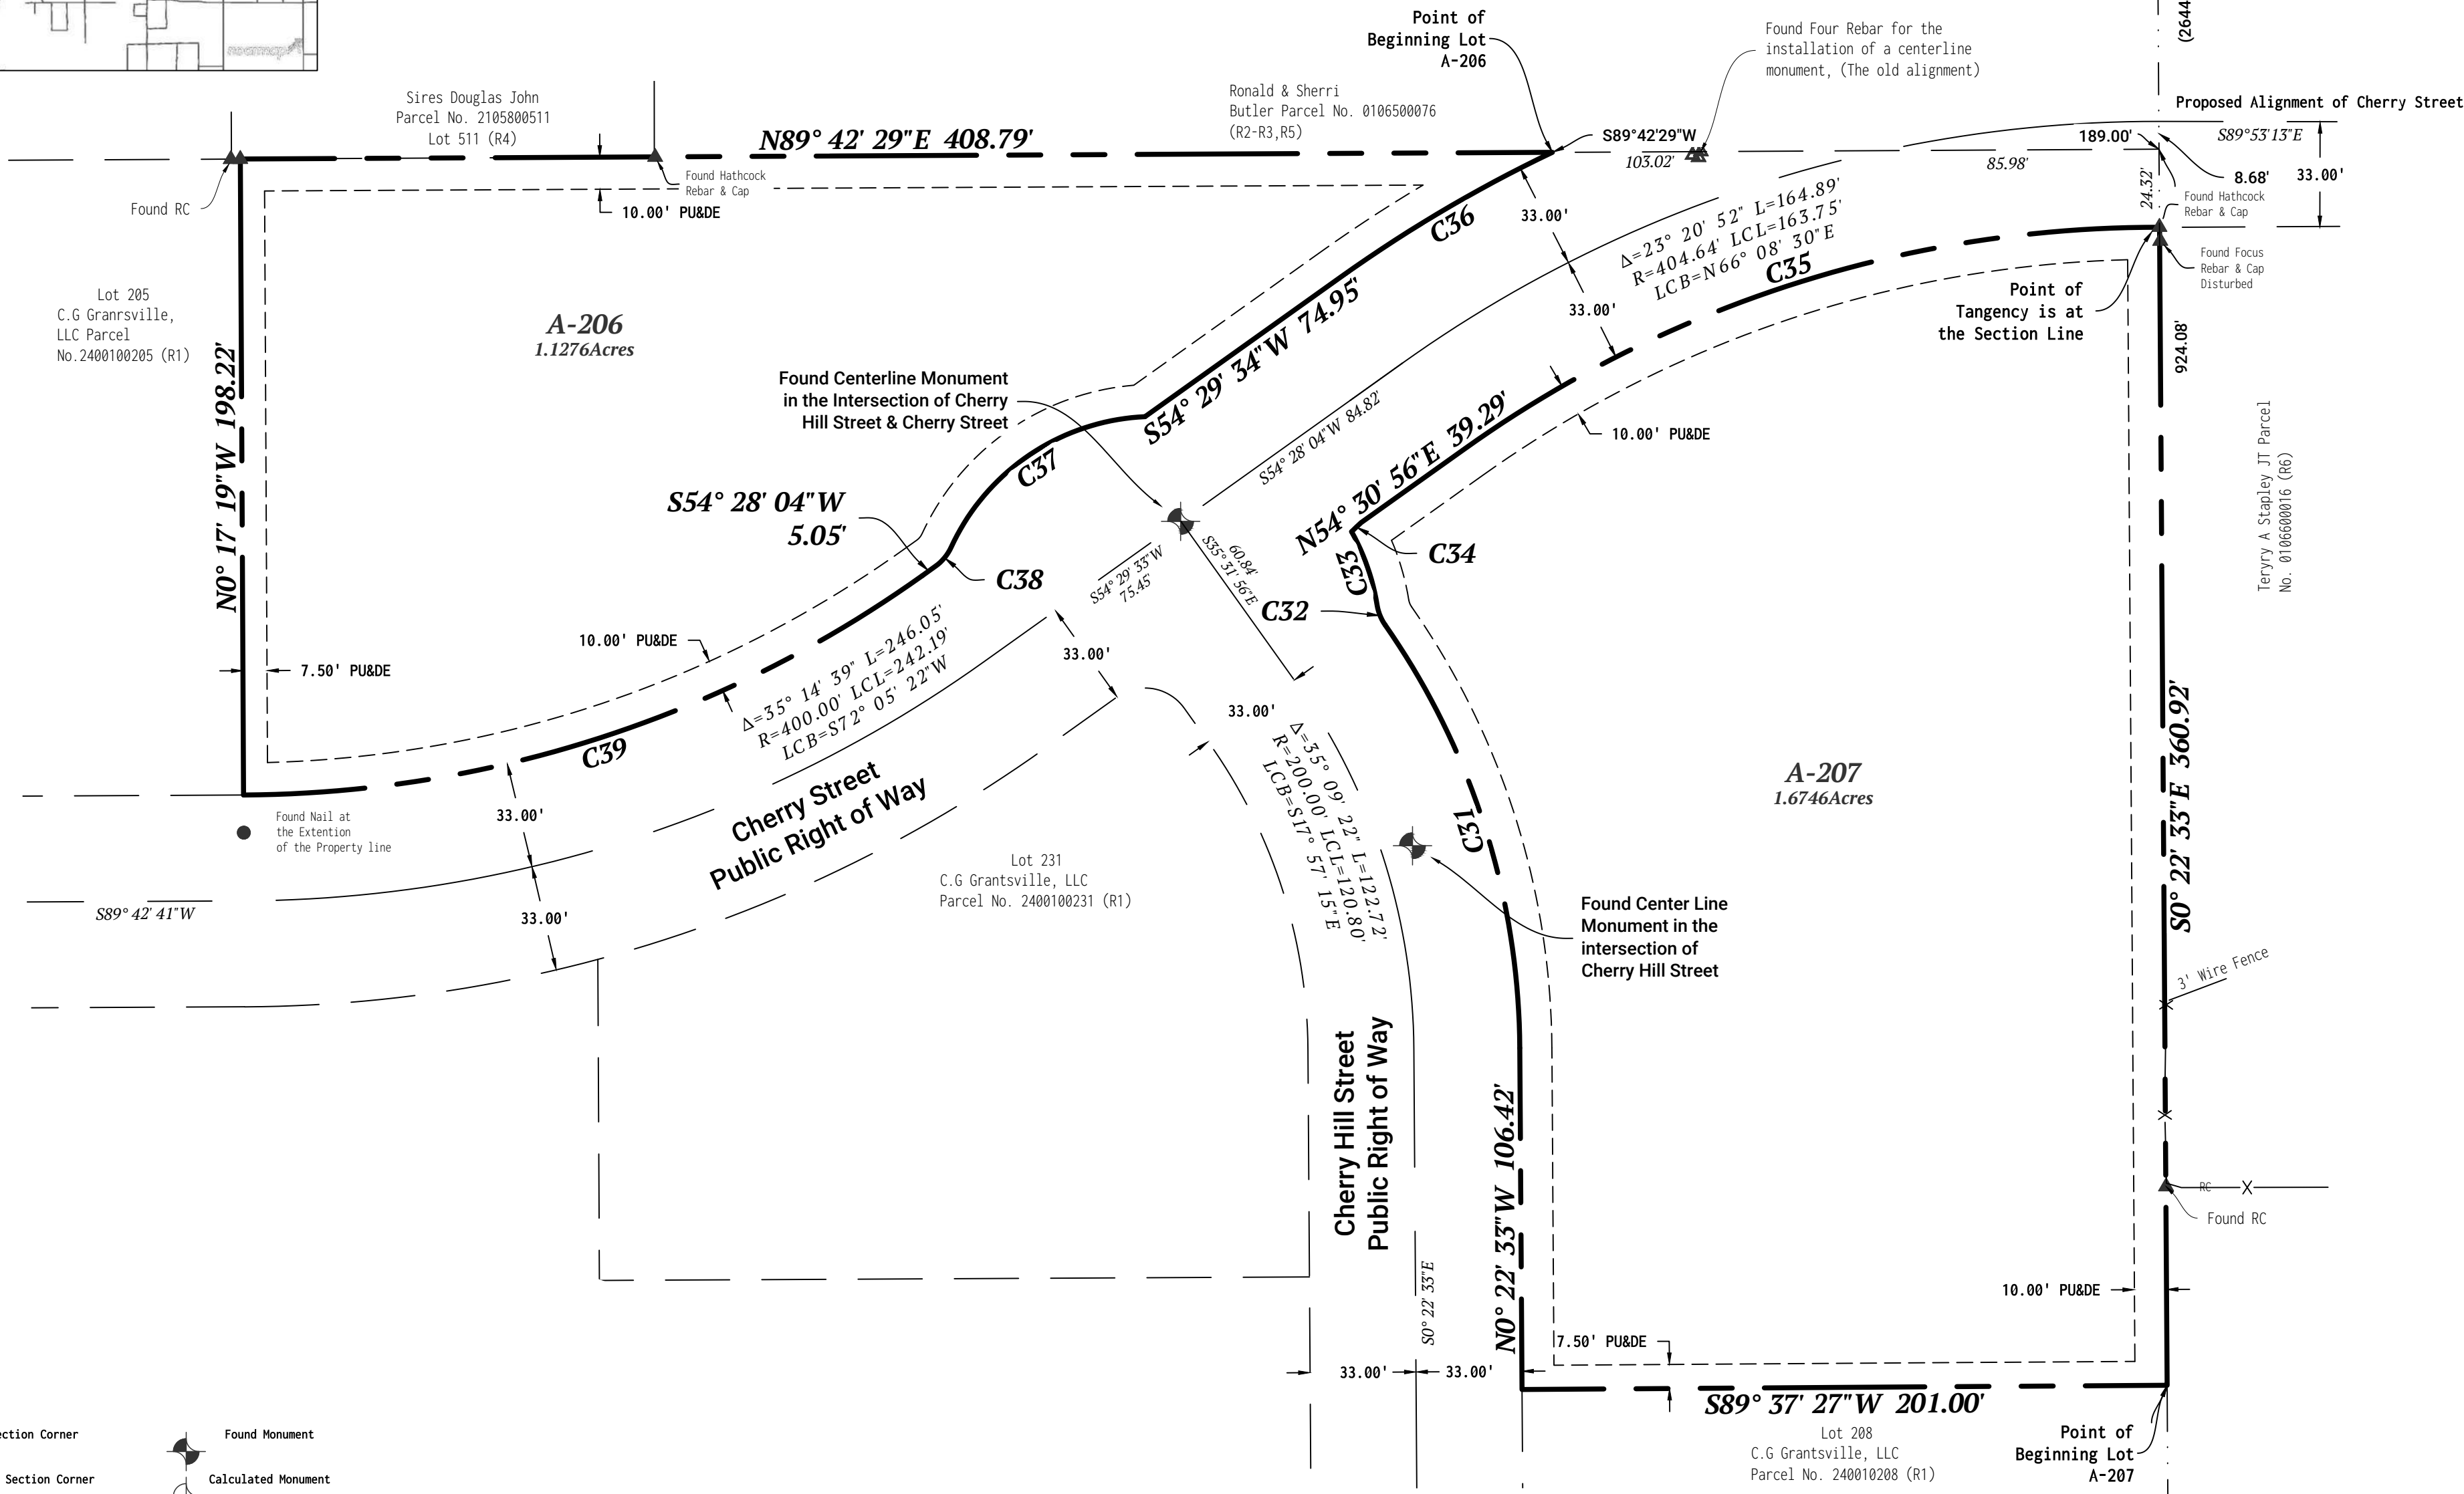 nearmap
(2644
Point of
Beginning Lot
A-206
Found Four Rebar for the
installation of a centerline
monument, (The old alignment)
Sires Douglas John
Parcel No. 2105800511
Lot 511 (R4)
Ronald & Sherri
Butler Parcel No. 0106500076
(R2-R3,R5)
Proposed Alignment of Cherry Street
N89° 42' 29"E 408.79'
S89°42'29"W
103.02'
189.00'
S89°53'13"E
85.98'
8.68'
33.00'
24.32'
Found Hathcock
Rebar & Cap
Found Hathcock
Rebar & Cap
Found RC
10.00' PU&DE
C36
33.00'
Δ=23° 20' 52" L=164.89'
R=404.64' LCL=163.75'
LCB=N66° 08' 30"E
C35
Found Focus
Rebar & Cap
Disturbed
Point of
Tangency is at
the Section Line
Lot 205
C.G Granrsville,
LLC Parcel
No.2400100205 (R1)
A-206
1.1276Acres
33.00'
924.08'
S54° 29' 34"W 74.95'
N0° 17' 19"W 198.22'
Found Centerline Monument
in the Intersection of Cherry
Hill Street & Cherry Street
S54° 28' 04"W 84.82'
N54° 30' 56"E 39.29'
10.00' PU&DE
Teryry A Stapley JT Parcel
No. 0106600016 (R6)
C37
S54° 28' 04"W
5.05'
C34
C33
C38
S54° 29' 33"W
75.45'
60.84'
S35° 31' 56"E
C32
10.00' PU&DE
33.00'
7.50' PU&DE
Δ=35° 14' 39" L=246.05'
R=400.00' LCL=242.19'
LCB=S72° 05' 22"W
33.00'
C39
Δ=35° 09' 22" L=122.72'
R=200.00' LCL=120.80'
LCB=S17° 57' 15"E
A-207
1.6746Acres
S0° 22' 33"E 360.92'
Cherry Street
Public Right of Way
C31
Found Nail at
the Extention
of the Property line
33.00'
Lot 231
C.G Grantsville, LLC
Parcel No. 2400100231 (R1)
Found Center Line
Monument in the
intersection of
Cherry Hill Street
S89° 42' 41"W
33.00'
3' Wire Fence
Cherry Hill Street
Public Right of Way
N0° 22' 33"W 106.42'
RC
Found RC
S0° 22' 33"E
10.00' PU&DE
7.50' PU&DE
33.00'
33.00'
S89° 37' 27"W 201.00'
Lot 208
C.G Grantsville, LLC
Parcel No. 240010208 (R1)
Point of
Beginning Lot
A-207
ection Corner
Found Monument
Section Corner
Calculated Monument